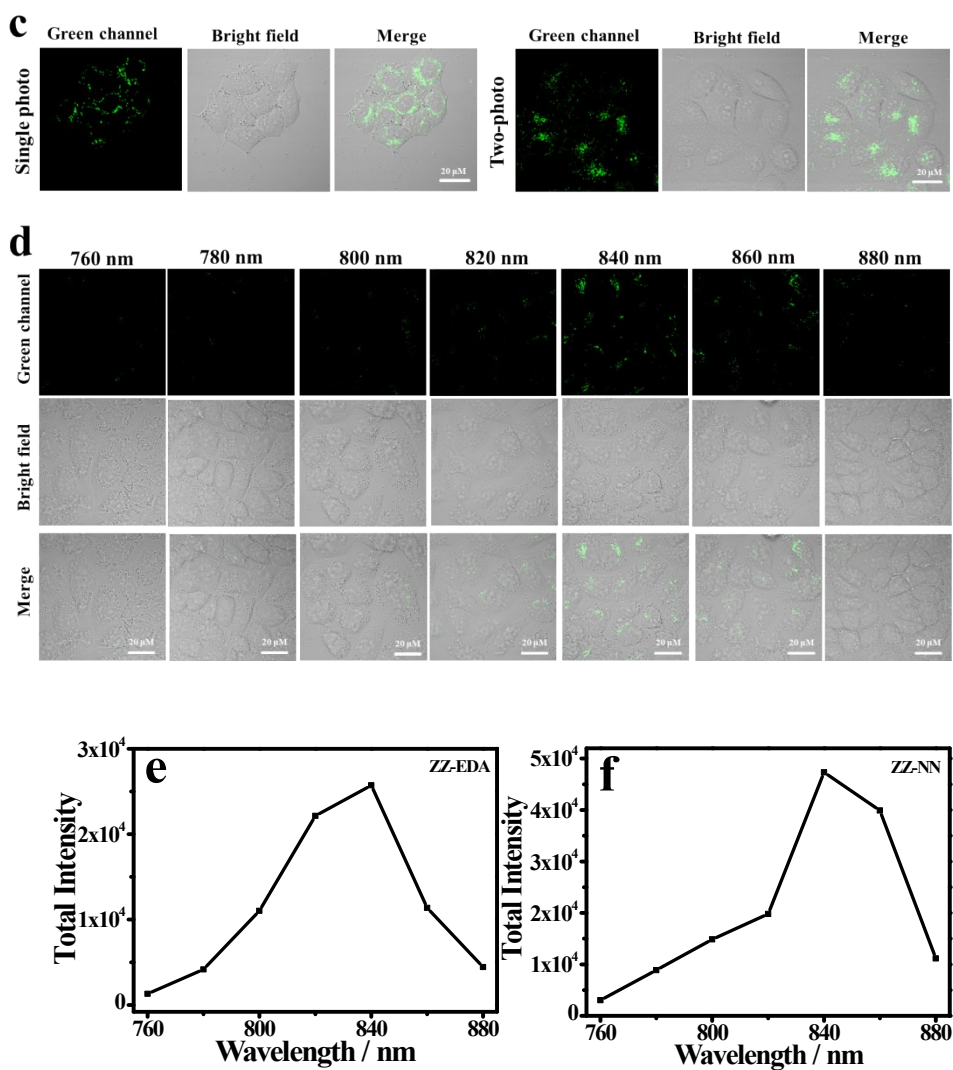 c
Green channel Bright field Merge Green channel Bright field Merge
Single photo
Two-photo
20 μM 20 μM
d
760 nm 780 nm 800 nm 820 nm 840 nm 860 nm 880 nm
Green channel
Bright field
Merge
20 μM 20 μM 20 μM 20 μM 20 μM 20 μM 20 μM
e
ZZ-EDA
3x10⁴
2x10⁴
1x10⁴
0
Total Intensity
760 800 840 880
Wavelength / nm
f
ZZ-NN
5x10⁴
4x10⁴
3x10⁴
2x10⁴
1x10⁴
0
Total Intensity
760 800 840 880
Wavelength / nm